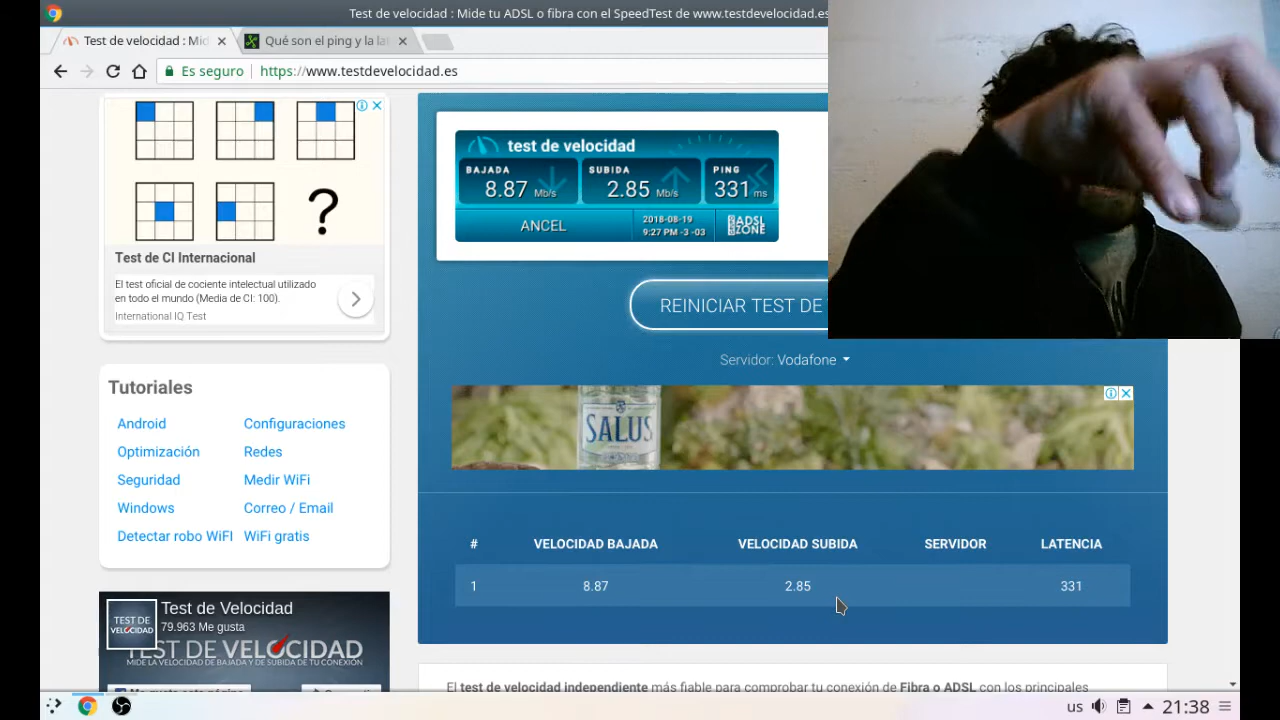 Test de velocidad : Mide tu ADSL o fibra con el SpeedTest de www.testdevelocidad.es
Test de velocidad : Mid
Qué son el ping y la la
Es seguro
https://www.testdevelocidad.es
?
Test de CI Internacional
El test oficial de cociente intelectual utilizado
en todo el mundo (Media de CI: 100).
International IQ Test
test de velocidad
BAJADA
8.87 Mb/s
SUBIDA
2.85 Mb/s
PING
331 ms
ANCEL
2018-08-19
9:27 PM -3 -03
ADSL
ZONE
REINICIAR TEST DE
Servidor: Vodafone
SALUS
Tutoriales
Android
Configuraciones
Optimización
Redes
Seguridad
Medir WiFi
Windows
Correo / Email
Detectar robo WiFI
WiFi gratis
# VELOCIDAD BAJADA VELOCIDAD SUBIDA SERVIDOR LATENCIA
1 8.87 2.85 331
TEST DE
VELOCIDAD
Test de Velocidad
79.963 Me gusta
TEST DE VELOCIDAD
MIDE LA VELOCIDAD DE BAJADA Y DE SUBIDA DE TU CONEXIÓN
El test de velocidad independiente más fiable para comprobar tu conexión de Fibra o ADSL con los principales
us
21:38